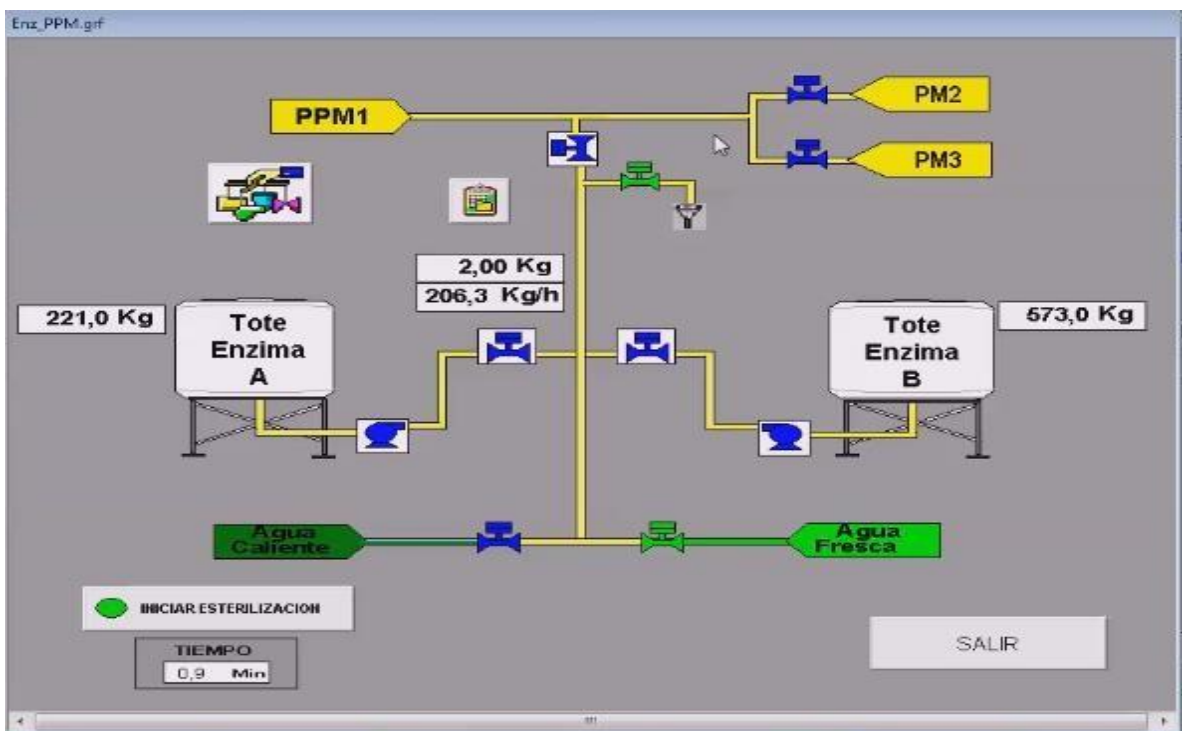 Enz_PPM.grf
PPM1
PM2
PM3
2,00 Kg
206,3 Kg/h
221,0 Kg
Tote
Enzima
A
Tote
Enzima
B
573,0 Kg
Agua
Caliente
Agua
Fresca
INICIAR ESTERILIZACION
TIEMPO
0,9 Min
SALIR